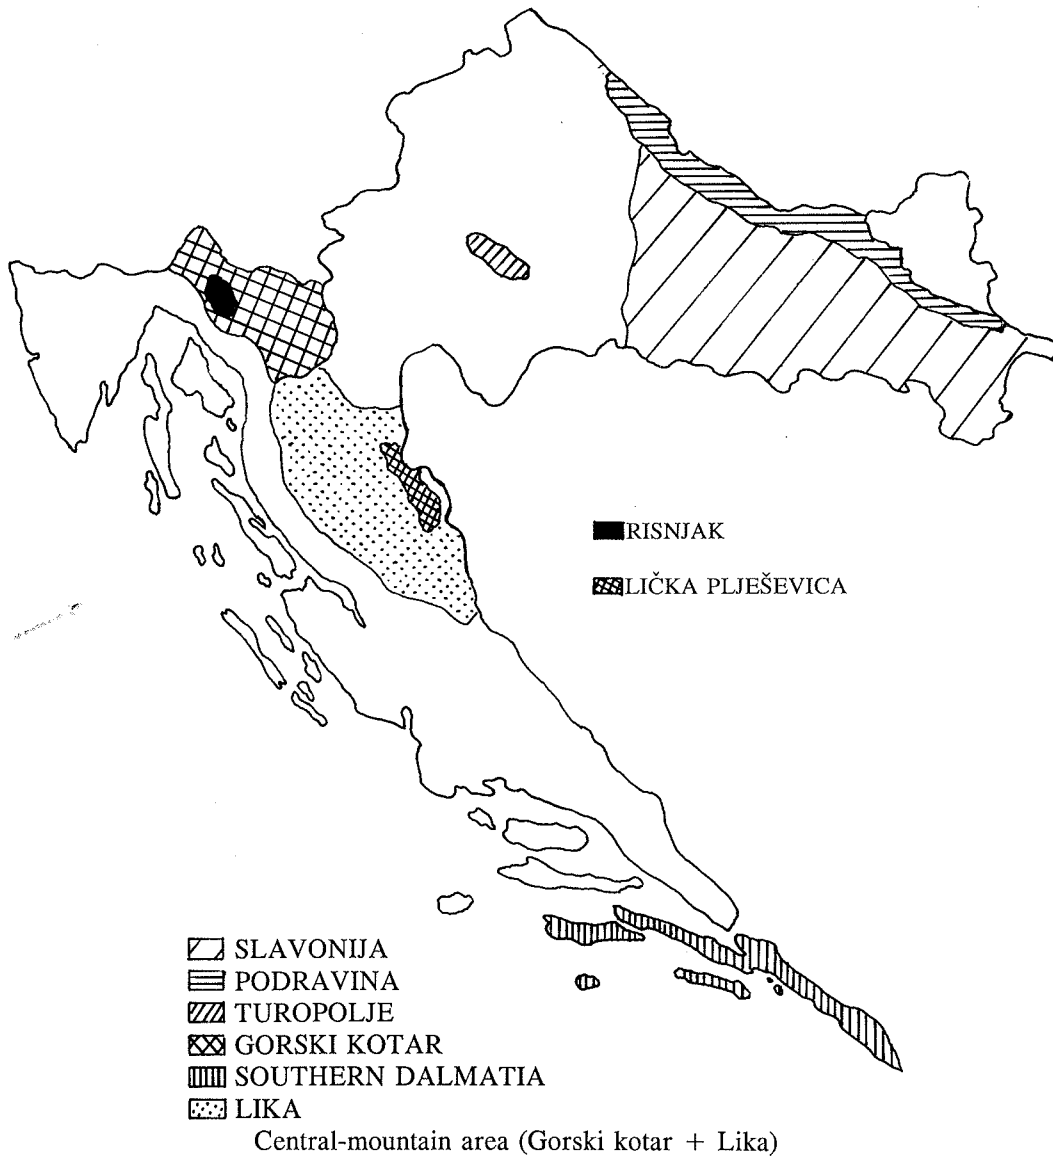 RISNJAK
LIČKA PLJEŠEVICA
SLAVONIJA
PODRAVINA
TUROPOLJE
GORSKI KOTAR
SOUTHERN DALMATIA
LIKA
Central-mountain area (Gorski kotar + Lika)